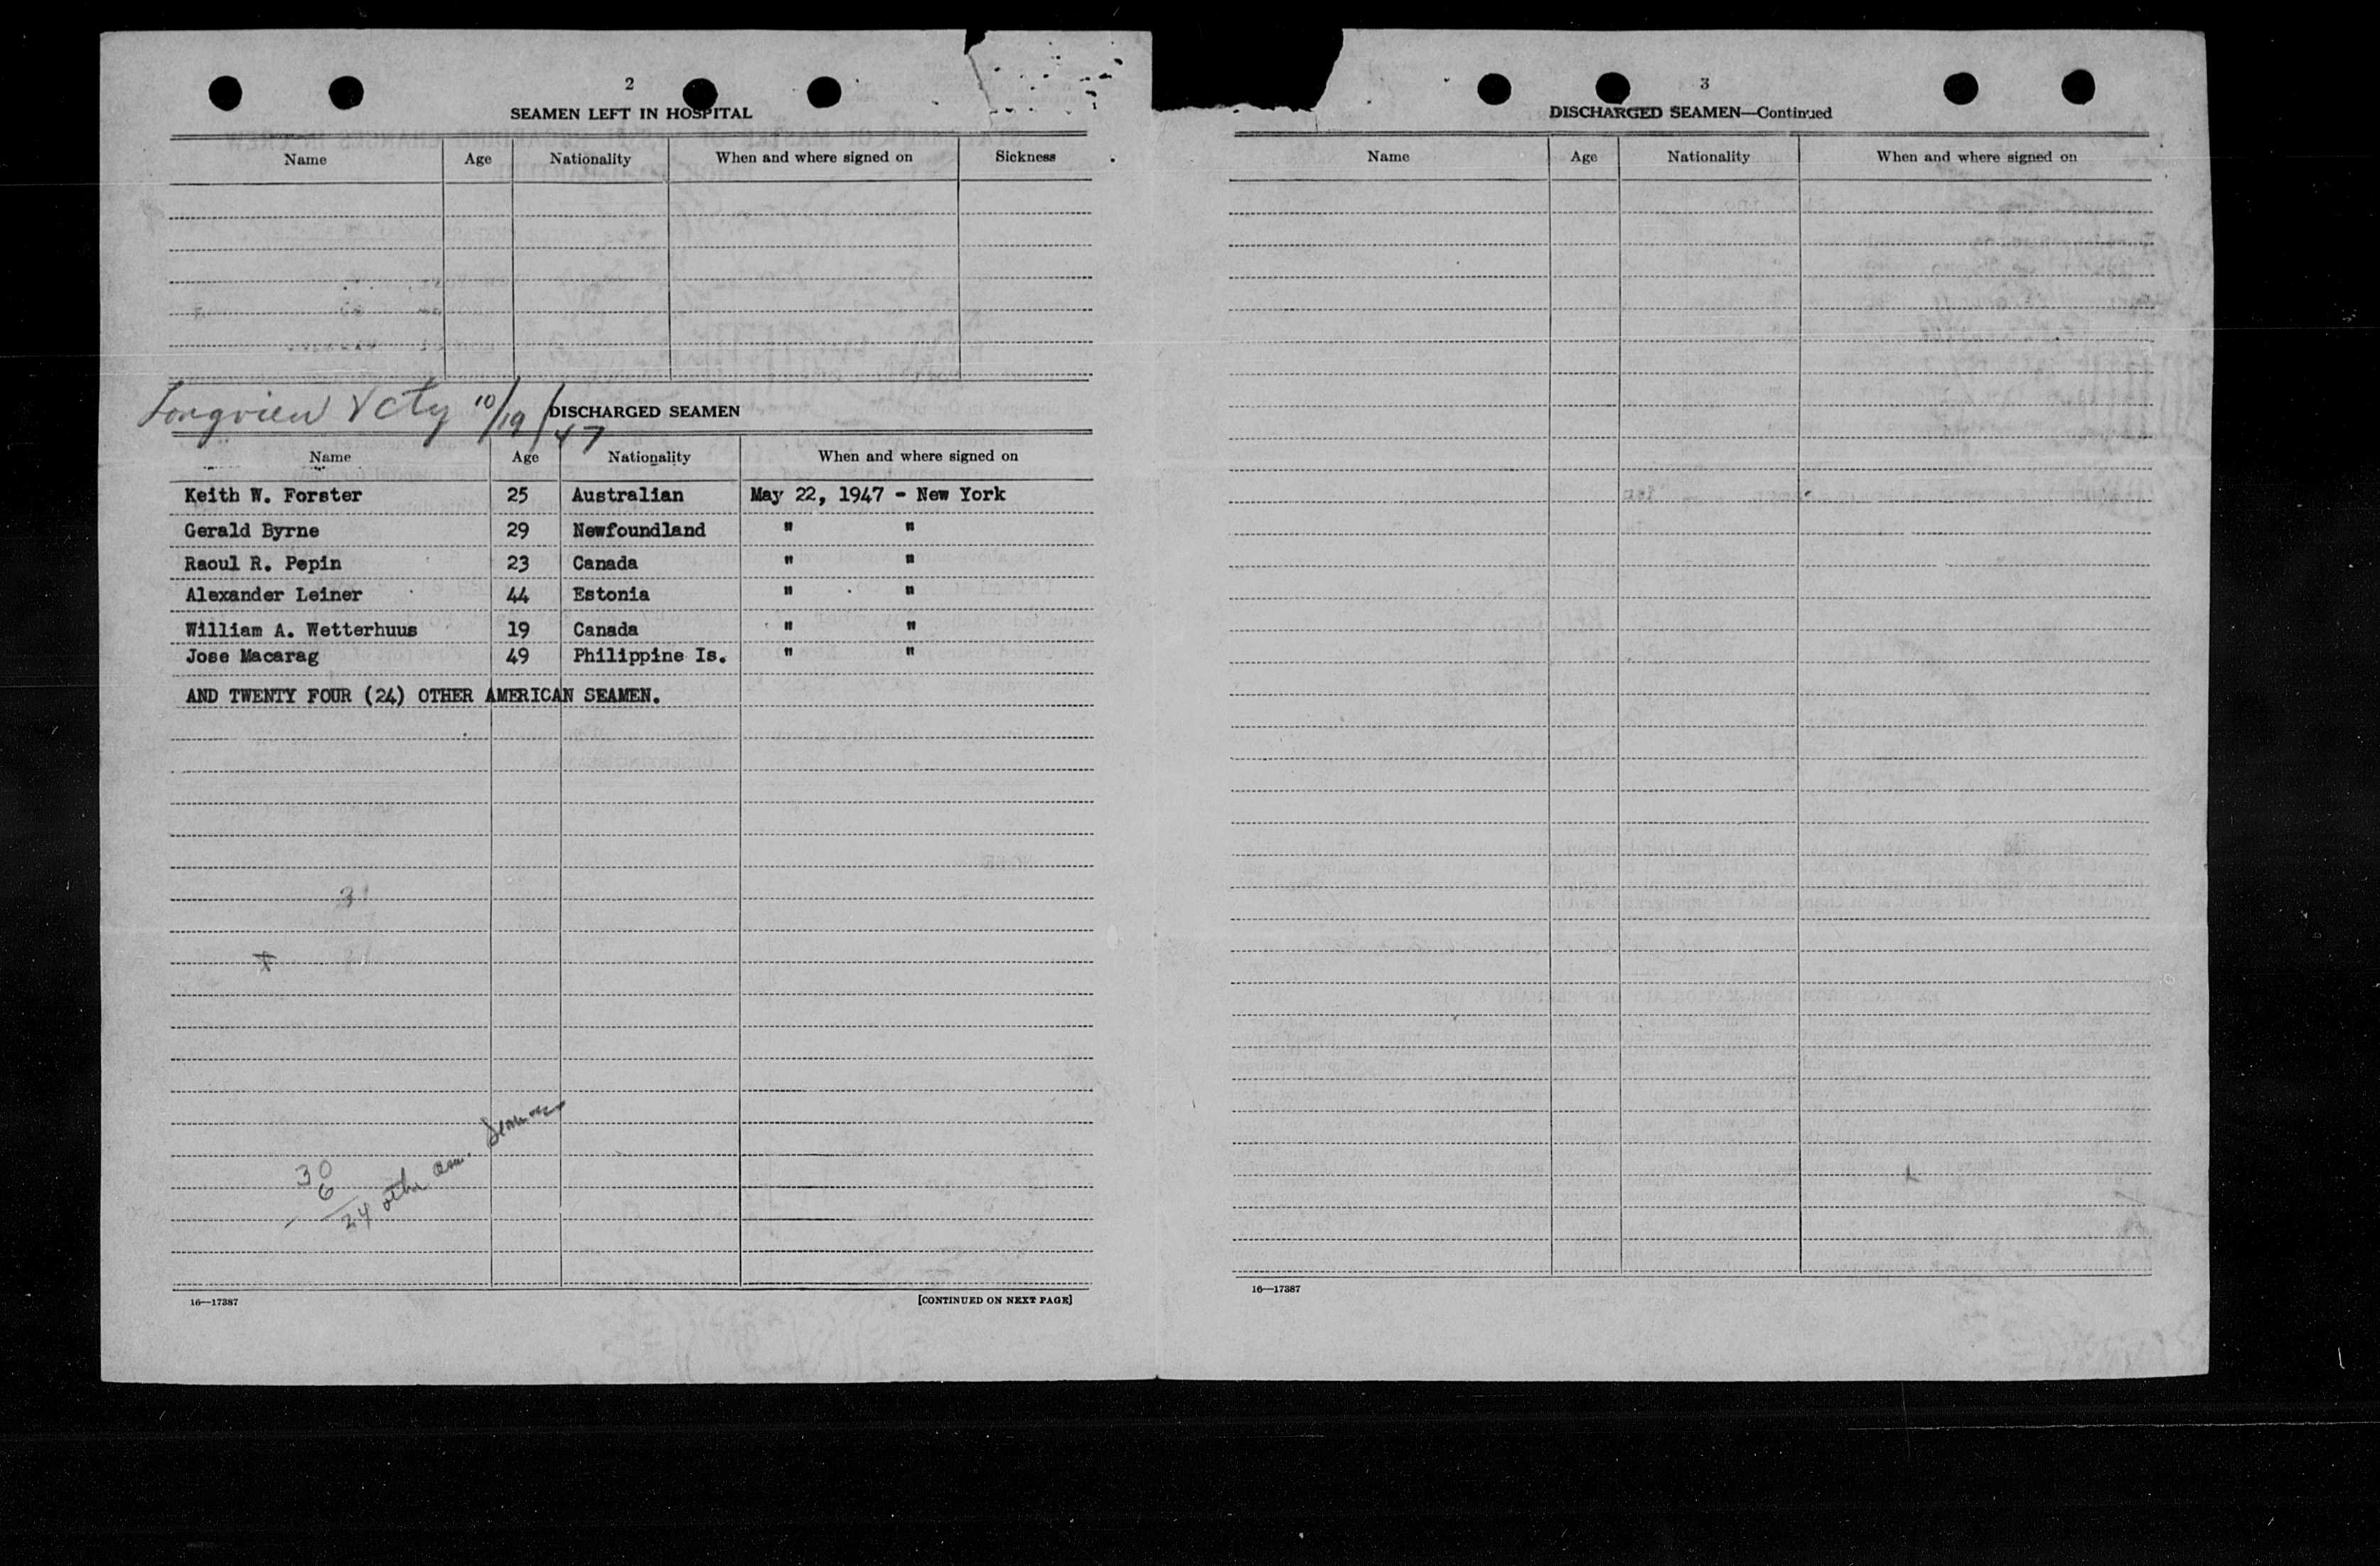 2
SEAMEN LEFT IN HOSPITAL
Name Age Nationality When and where signed on Sickness
Longview Vcty 10/19/47
DISCHARGED SEAMEN
Name Age Nationality When and where signed on
Keith W. Forster 25 Australian May 22, 1947 - New York
Gerald Byrne 29 Newfoundland " "
Raoul R. Pepin 23 Canada " "
Alexander Leiner 44 Estonia " "
William A. Wetterhuus 19 Canada " "
Jose Macarag 49 Philippine Is. " "
AND TWENTY FOUR (24) OTHER AMERICAN SEAMEN.
30
6
24 othe am. Seamen
16—17387
[CONTINUED ON NEXT PAGE]
3
DISCHARGED SEAMEN—Continued
Name Age Nationality When and where signed on
16—17387